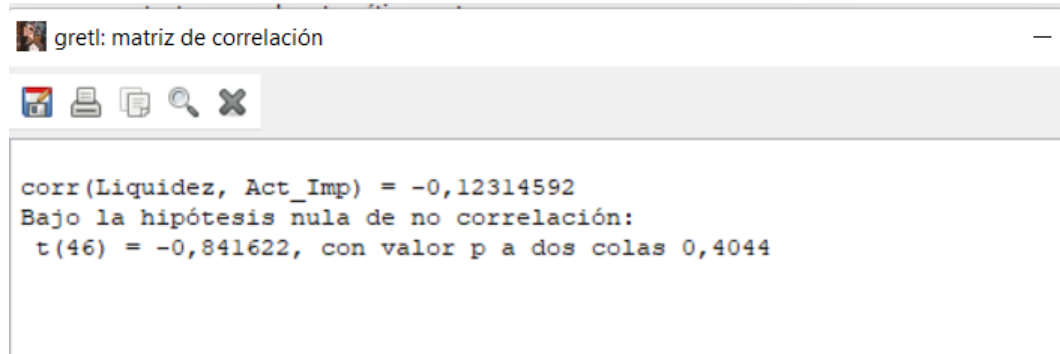 gretl: matriz de correlación
corr(Liquidez, Act_Imp) = -0,12314592
Bajo la hipótesis nula de no correlación:
t(46) = -0,841622, con valor p a dos colas 0,4044